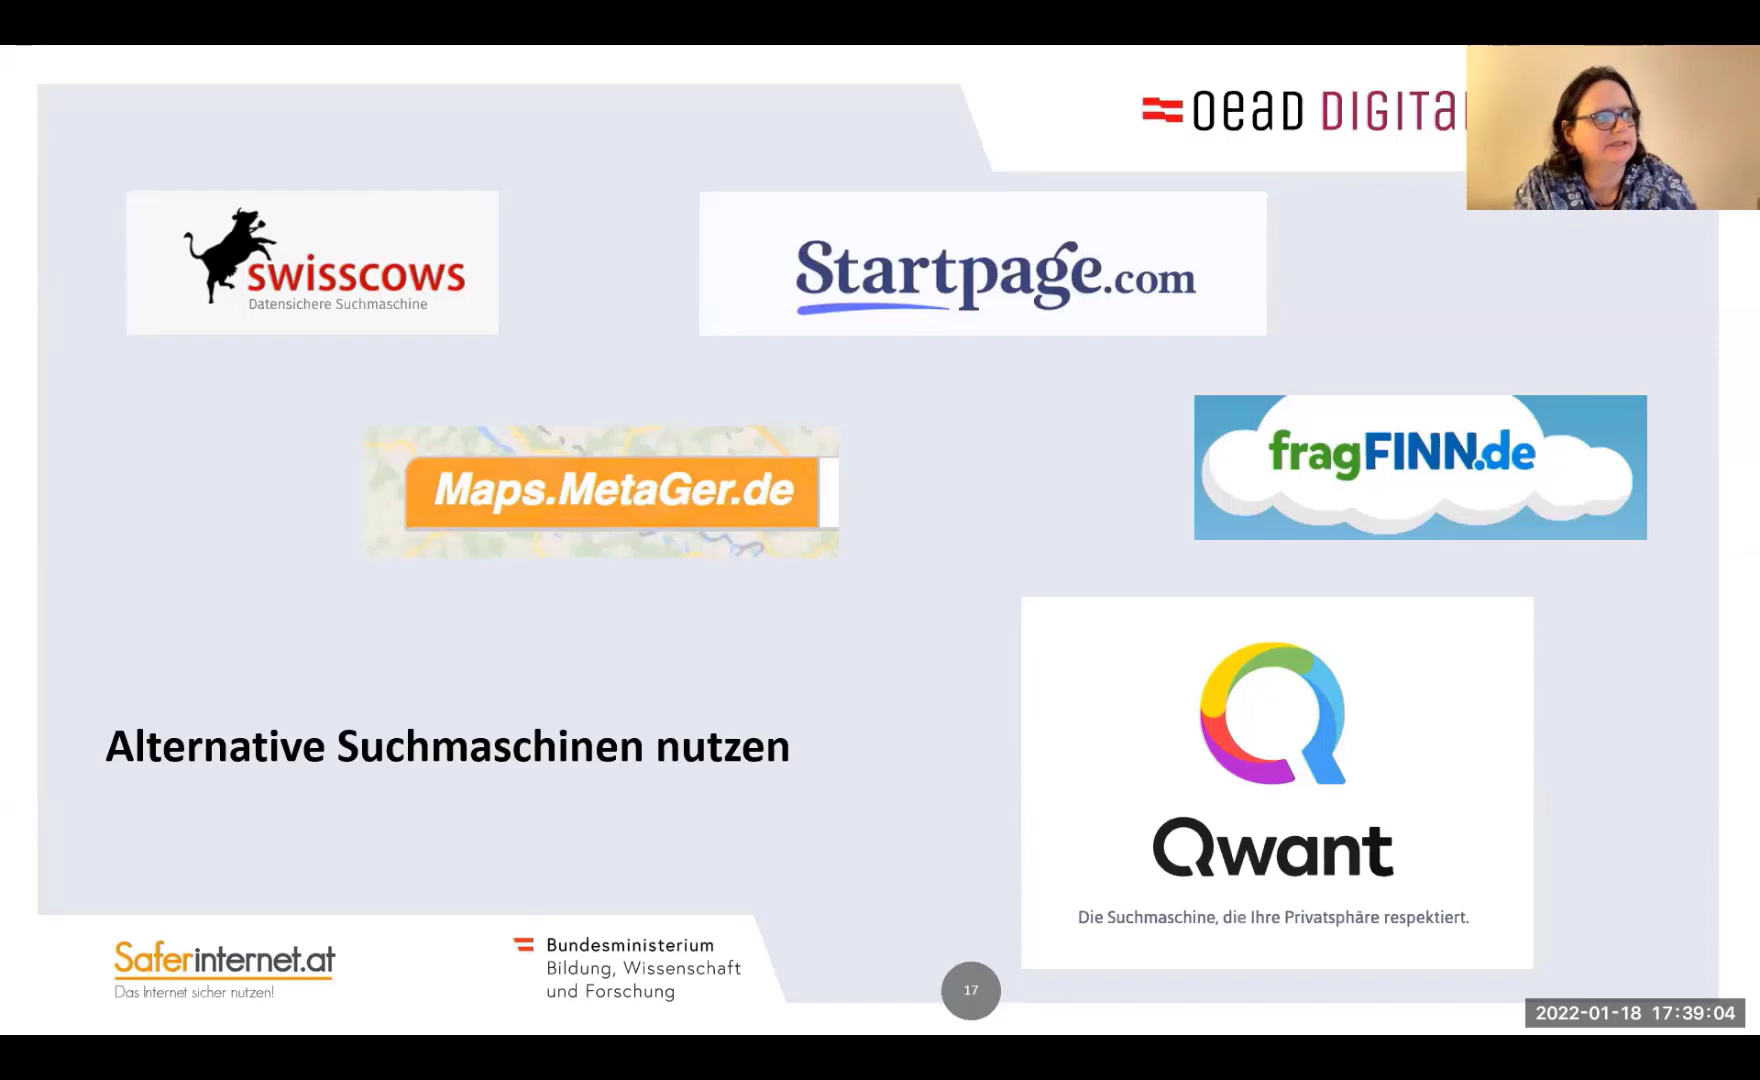 OeAD DIGITA
swisscows
Datensichere Suchmaschine
Startpage.com
Maps.MetaGer.de
fragFINN.de
Alternative Suchmaschinen nutzen
Qwant
Die Suchmaschine, die Ihre Privatsphäre respektiert.
Saferinternet.at
Das Internet sicher nutzen!
Bundesministerium
Bildung, Wissenschaft
und Forschung
17
2022-01-18 17:39:04